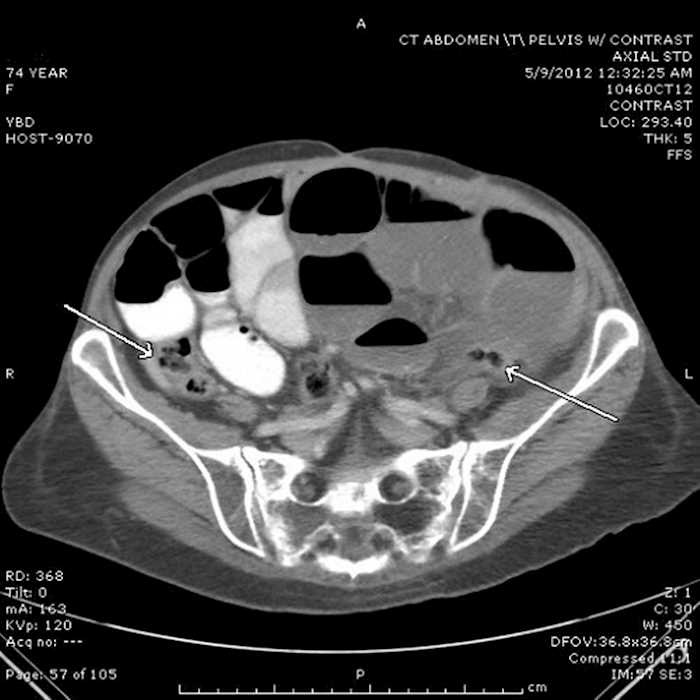 A
CT ABDOMEN \T\ PELVIS W/ CONTRAST
AXIAL STD
5/9/2012 12:32:25 AM
10460CT12
CONTRAST
LOC: 293.40
THK: 5
FFS
74 YEAR
F
YBD
HOST-9070
R
L
RD: 368
Tilt: 0
mA: 163
KVp: 120
Acq no: ---
Page: 57 of 105
Z: 1
C: 30
W: 450
DFOV:36.8x36.8cm
Compressed 11:1
IM:57 SE:3
P
cm